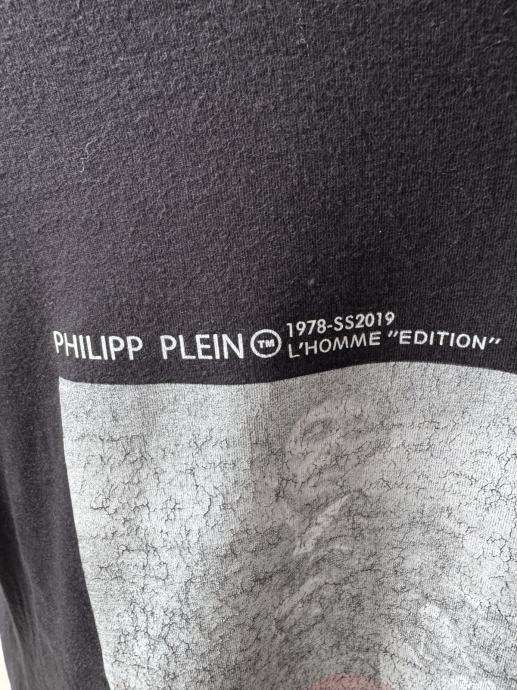 PHILIPP PLEIN ™ 1978-SS2019
L'HOMME "EDITION"